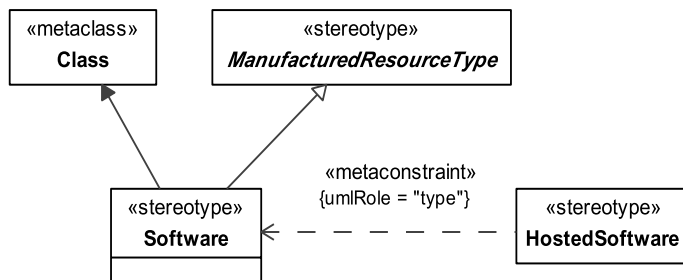 «metaclass»
Class
«stereotype»
ManufacturedResourceType
«metaconstraint»
{umlRole = "type"}
«stereotype»
Software
«stereotype»
HostedSoftware